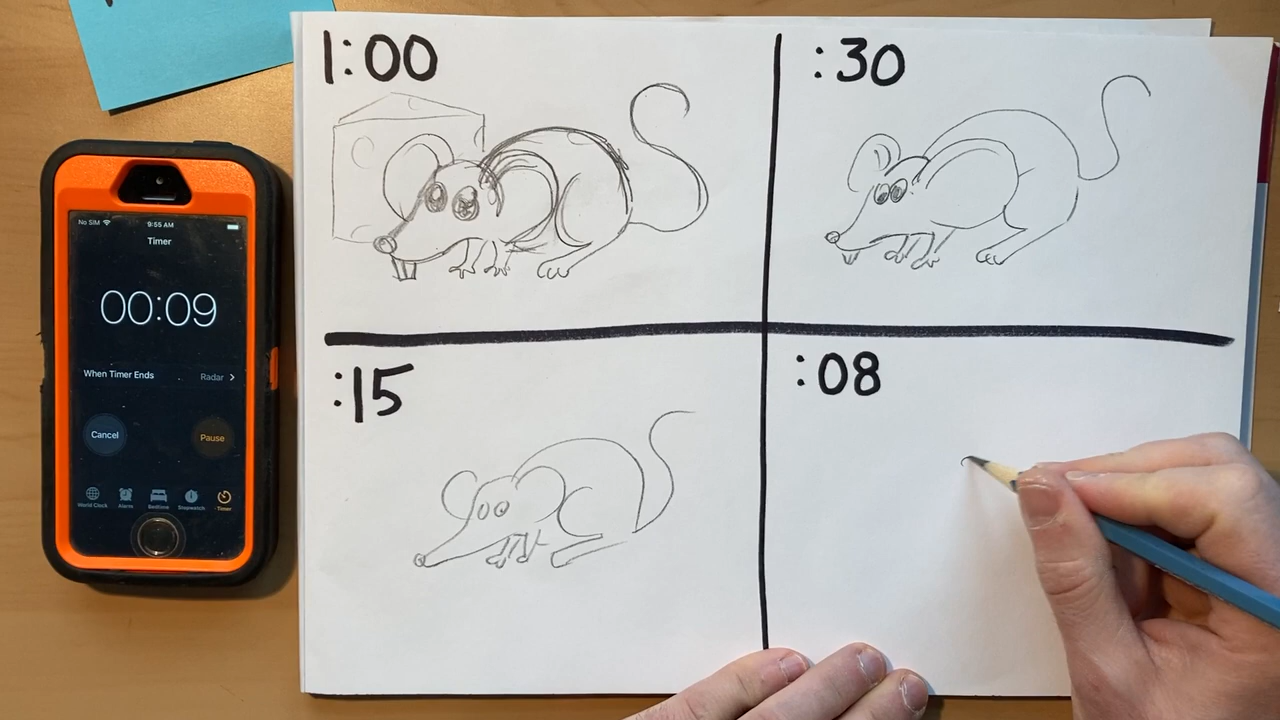 1:00
:30
:15
:08
No SIM
9:55 AM
Timer
00:09
When Timer Ends
Radar
Cancel
Pause
World Clock
Alarm
Bedtime
Stopwatch
Timer